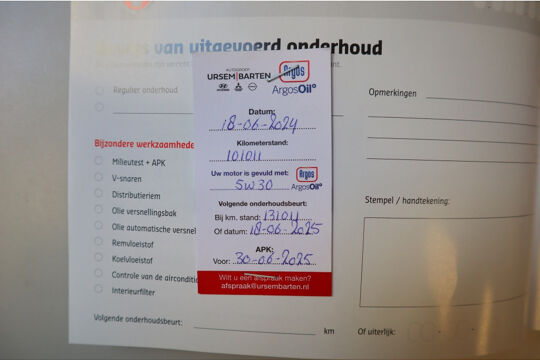 van uitgevoerd onderhoud
Regulier onderhoud
Opmerkingen
Bijzondere werkzaamhede
Milieutest + APK
V-snaren
Distributieriem
Olie versnellingsbak
Olie automatische versnel
Remvloeistof
Koelvloeistof
Controle van de airconditi
Interieurfilter
Volgende onderhoudsbeurt:
km
Of uiterlijk:
Stempel / handtekening:
AUTOGROEP
URSEM|BARTEN
Argos
ArgosOil
Datum:
18-06-2024
Kilometerstand:
101011
Uw motor is gevuld met:
Argos
5W30
ArgosOil
Volgende onderhoudsbeurt:
Bij km. stand: 131011
Of datum: 18-06-2025
APK:
Voor: 30-06-2025
Wilt u een afspraak maken?
afspraak@ursembarten.nl